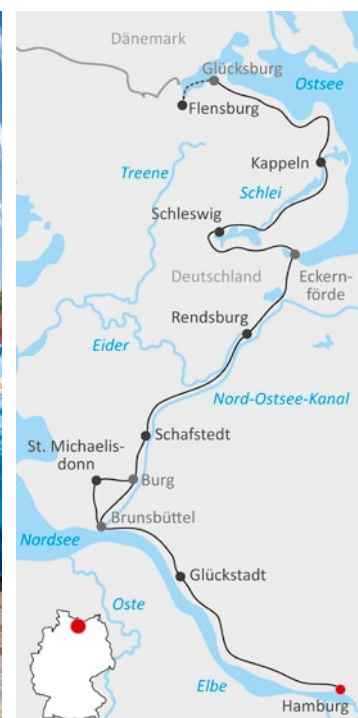 Dänemark
Glücksburg
Ostsee
Flensburg
Kappeln
Treene
Schlei
Schleswig
Deutschland
Eckern-
förde
Rendsburg
Eider
Nord-Ostsee-Kanal
Schafstedt
St. Michaelis-
donn
Burg
Brunsbüttel
Nordsee
Glückstadt
Oste
Elbe
Hamburg